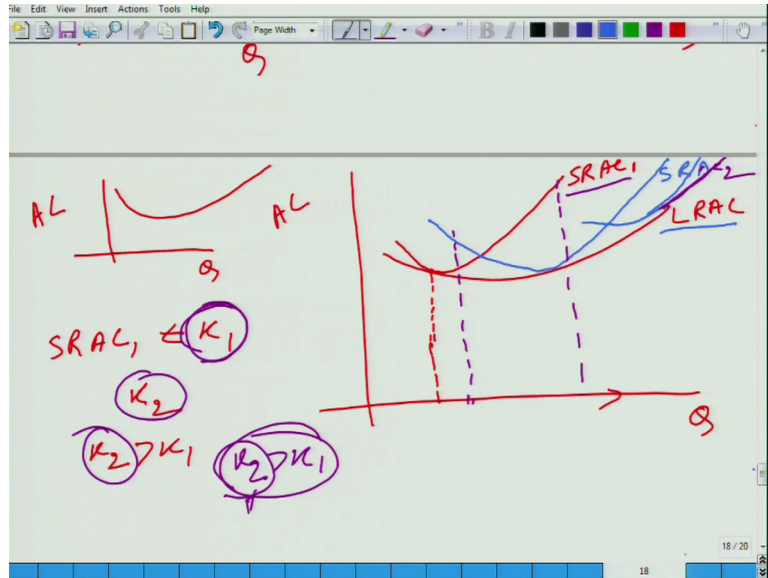 File Edit View Insert Actions Tools Help
Page Width
B I
Q
AC
Q
AC
SRAC1
SRAC2
LRAC
Q
SRAC1 ← K1
K2
K2 > K1
K2 > K1
18 / 20
18